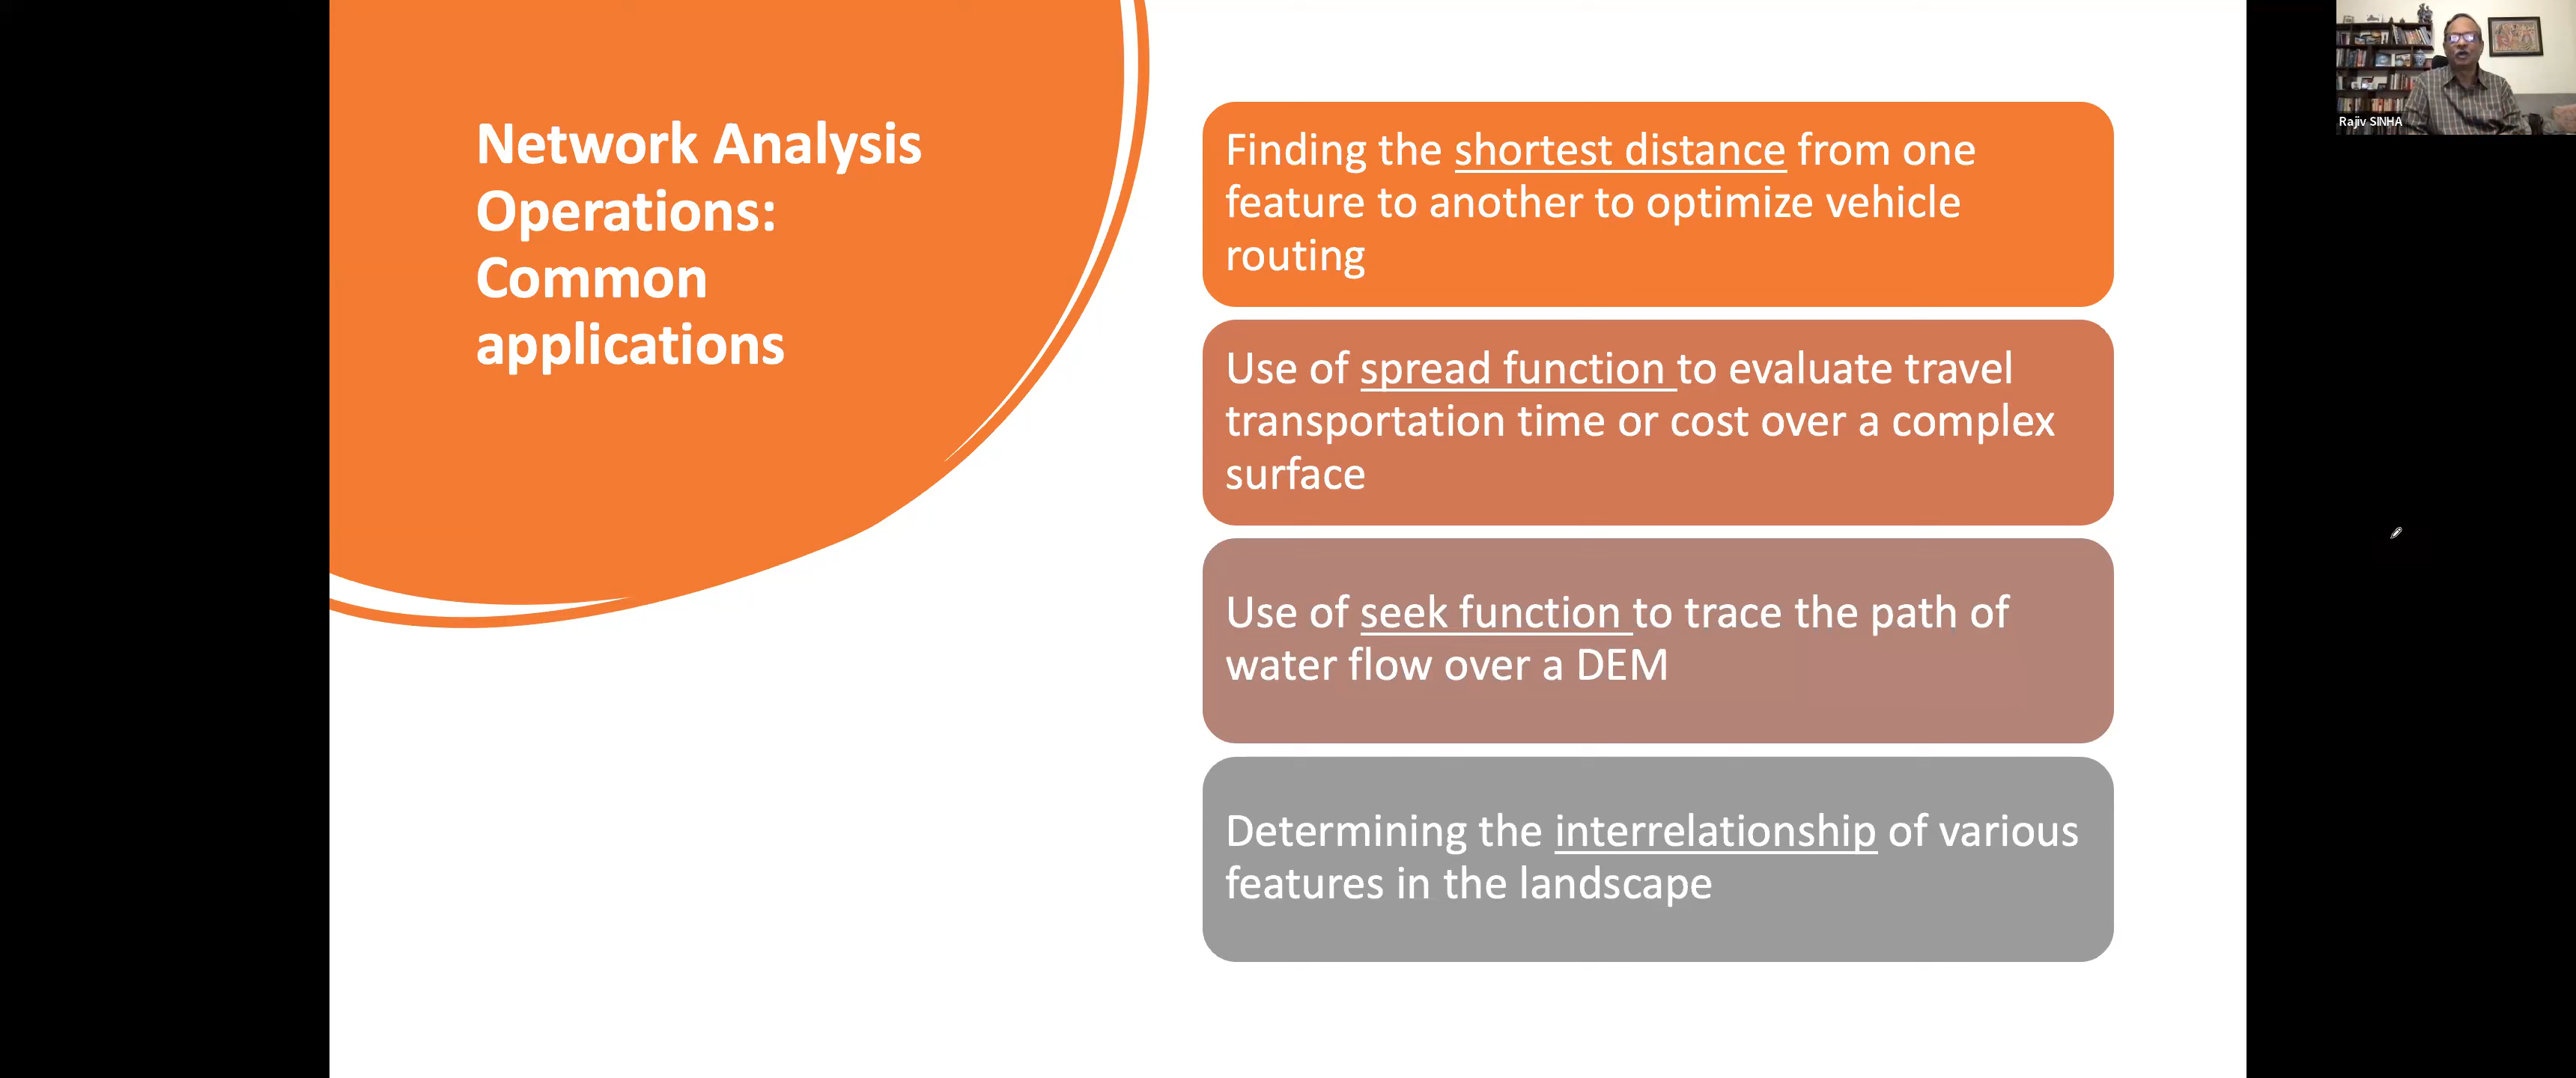 Network Analysis
Operations:
Common
applications
Finding the shortest distance from one
feature to another to optimize vehicle
routing
Use of spread function to evaluate travel
transportation time or cost over a complex
surface
Use of seek function to trace the path of
water flow over a DEM
Determining the interrelationship of various
features in the landscape
Rajiv SINHA